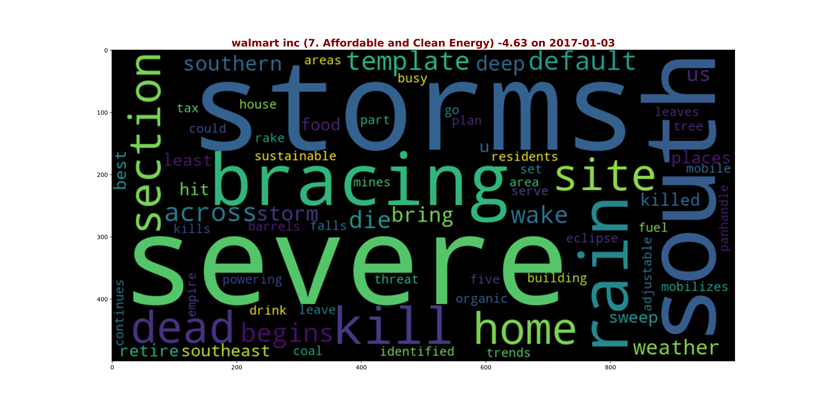 walmart inc (7. Affordable and Clean Energy) -4.63 on 2017-01-03
0
100
200
300
400
0
200
400
600
800
southern areas template deep default
busy
us
section
storms
south
tax house
could
rake
food part go plan
u
leaves
tree
best
least
sustainable
residents
places
mobile
hit
bracing
mines
set
area
serve
site
killed
panhandle
across storm
kills barrels falls
die bring
wake
rain
fuel
eclipse
adjustable
severe
powering
threat
five
building
organic
mobilizes
continues
empire
drink leave
dead begins kill
home
sweep
weather
retire southeast coal identified trends